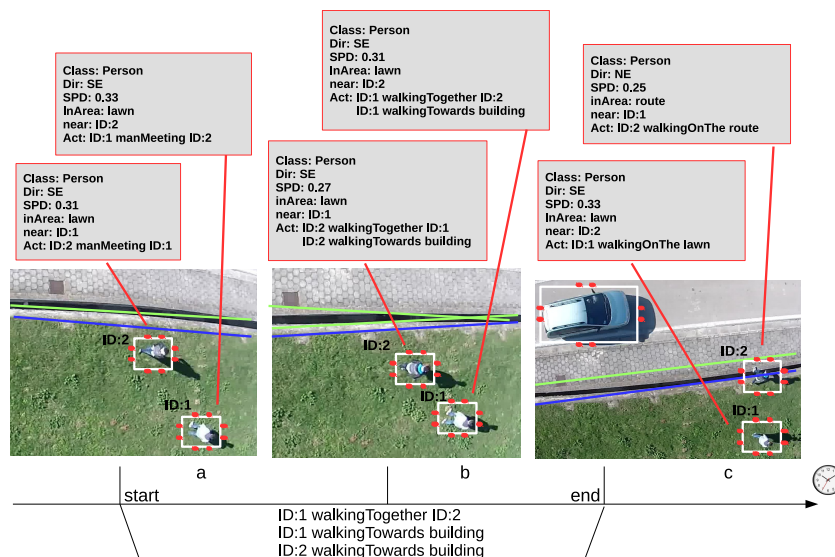 Class: Person
Dir: SE
SPD: 0.33
InArea: lawn
near: ID:2
Act: ID:1 manMeeting ID:2
Class: Person
Dir: SE
SPD: 0.31
inArea: lawn
near: ID:1
Act: ID:2 manMeeting ID:1
Class: Person
Dir: SE
SPD: 0.31
InArea: lawn
near: ID:2
Act: ID:1 walkingTogether ID:2
ID:1 walkingTowards building
Class: Person
Dir: SE
SPD: 0.27
inArea: lawn
near: ID:1
Act: ID:2 walkingTogether ID:1
ID:2 walkingTowards building
Class: Person
Dir: NE
SPD: 0.25
inArea: route
near: ID:1
Act: ID:2 walkingOnThe route
Class: Person
Dir: SE
SPD: 0.33
InArea: lawn
near: ID:2
Act: ID:1 walkingOnThe lawn
ID:2
ID:1
ID:2
ID:1
ID:2
ID:1
a
b
c
start
end
ID:1 walkingTogether ID:2
ID:1 walkingTowards building
ID:2 walkingTowards building